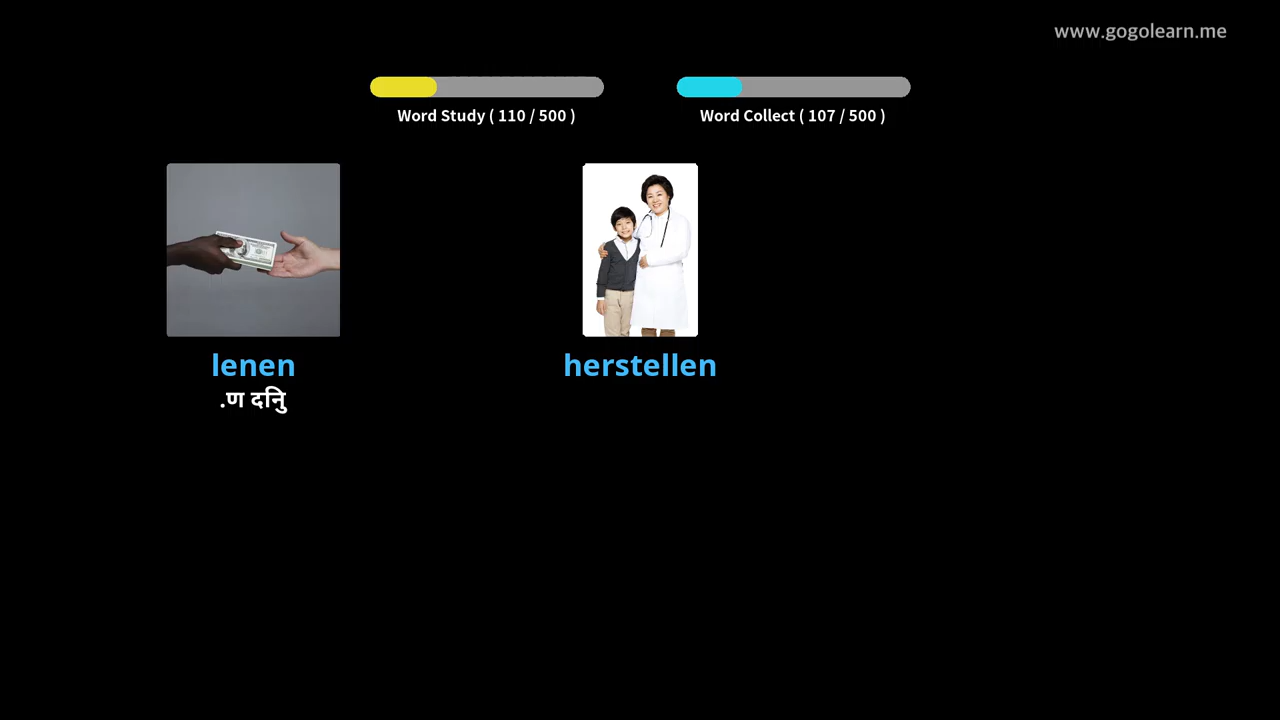 www.gogolearn.me
Word Study ( 110 / 500 )
Word Collect ( 107 / 500 )
lenen
herstellen
.ण दनिु